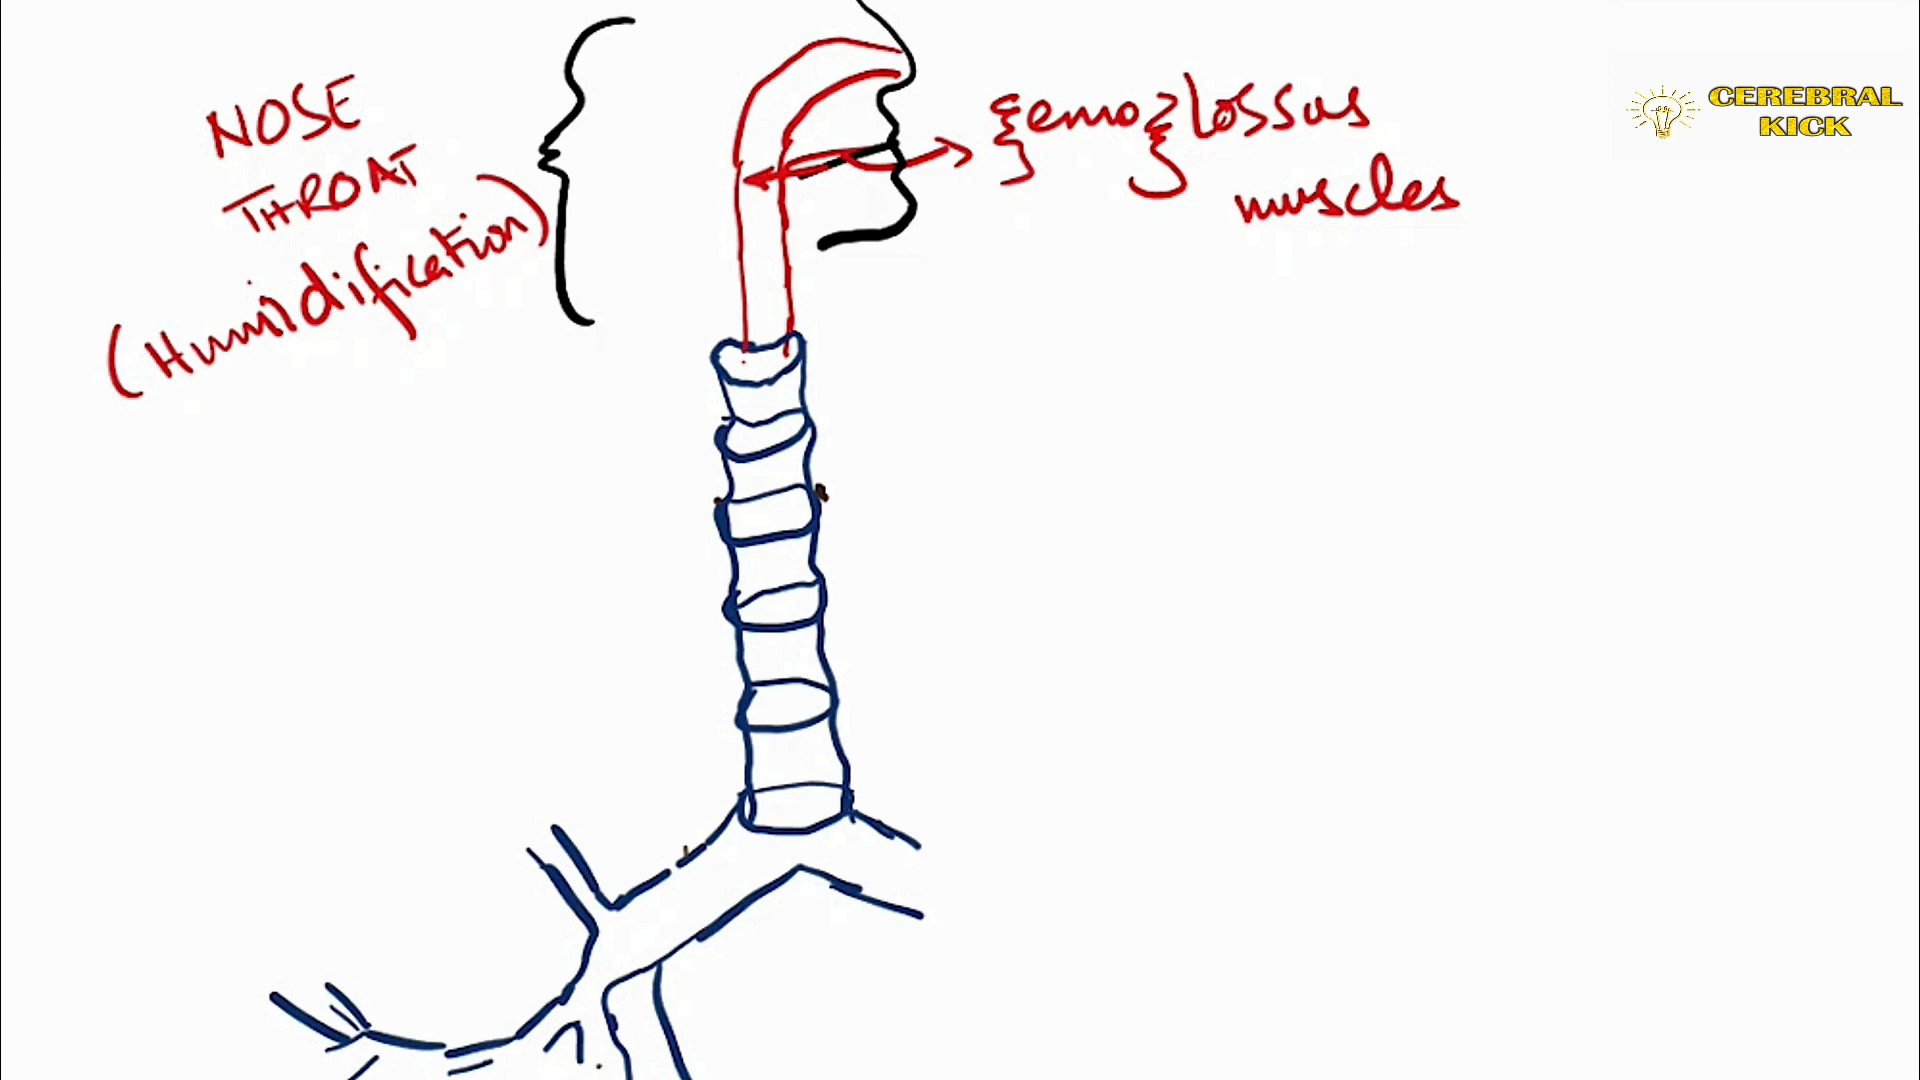 NOSE
THROAT
(Humidification)
genioglossus
muscles
CEREBRAL
KICK